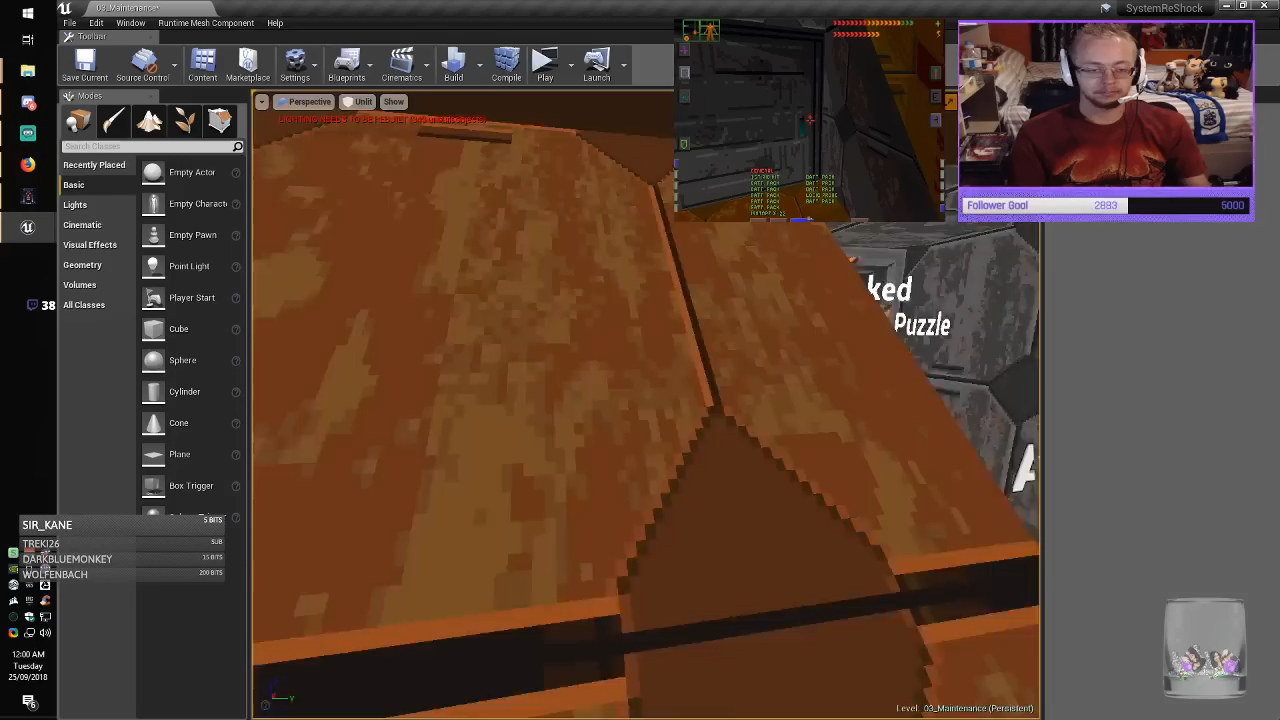 03_Maintenance*
SystemReShock
File Edit Window Runtime Mesh Component Help
Toolbar
Save Current
Source Control
Content
Marketplace
Settings
Blueprints
Cinematics
Build
Compile
Play
Launch
Modes
Perspective
Unlit
Show
Search Classes
Recently Placed
Basic
Lights
Cinematic
Visual Effects
Geometry
Volumes
All Classes
Empty Actor
Empty Charact
Empty Pawn
Point Light
Player Start
Cube
Sphere
Cylinder
Cone
Plane
Box Trigger
ked
Puzzle
A
Follower Goal 2893 5000
38
SIR_KANE 5 BITS
TREKI26 SUB
DARKBLUEMONKEY 15 BITS
WOLFENBACH 200 BITS
12:00 AM
Tuesday
25/09/2018
Level: 03_Maintenance (Persistent)